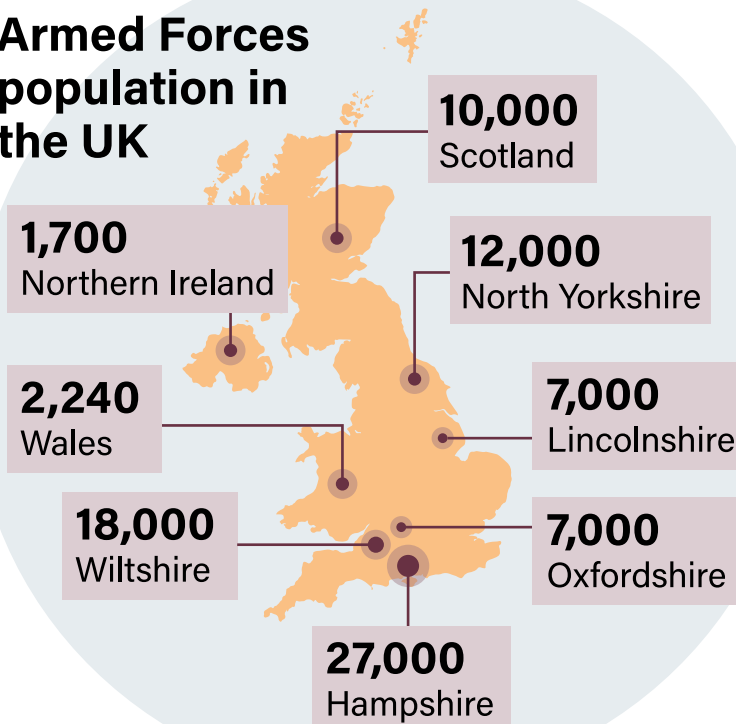 Armed Forces
population in
the UK
10,000
Scotland
1,700
Northern Ireland
12,000
North Yorkshire
2,240
Wales
7,000
Lincolnshire
18,000
Wiltshire
7,000
Oxfordshire
27,000
Hampshire